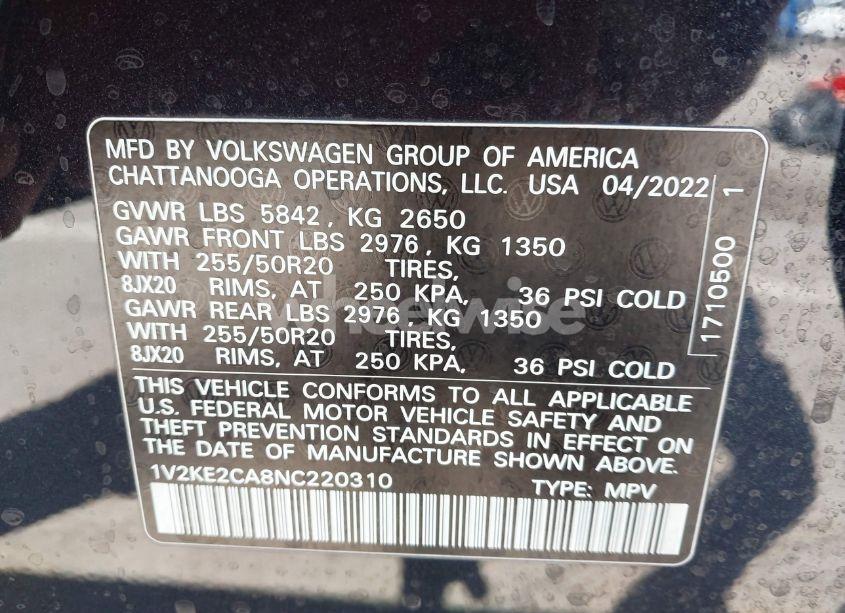 MFD BY VOLKSWAGEN GROUP OF AMERICA
CHATTANOOGA OPERATIONS, LLC. USA 04/2022
GVWR LBS 5842, KG 2650
GAWR FRONT LBS 2976, KG 1350
WITH 255/50R20 TIRES,
8JX20 RIMS, AT 250 KPA, 36 PSI COLD
GAWR REAR LBS 2976, KG 1350
WITH 255/50R20 TIRES,
8JX20 RIMS, AT 250 KPA, 36 PSI COLD
1710500 1
THIS VEHICLE CONFORMS TO ALL APPLICABLE
U.S. FEDERAL MOTOR VEHICLE SAFETY AND
THEFT PREVENTION STANDARDS IN EFFECT ON
THE DATE OF MANUFACTURE SHOWN ABOVE.
1V2KE2CA8NC220310 TYPE: MPV
wheelwise